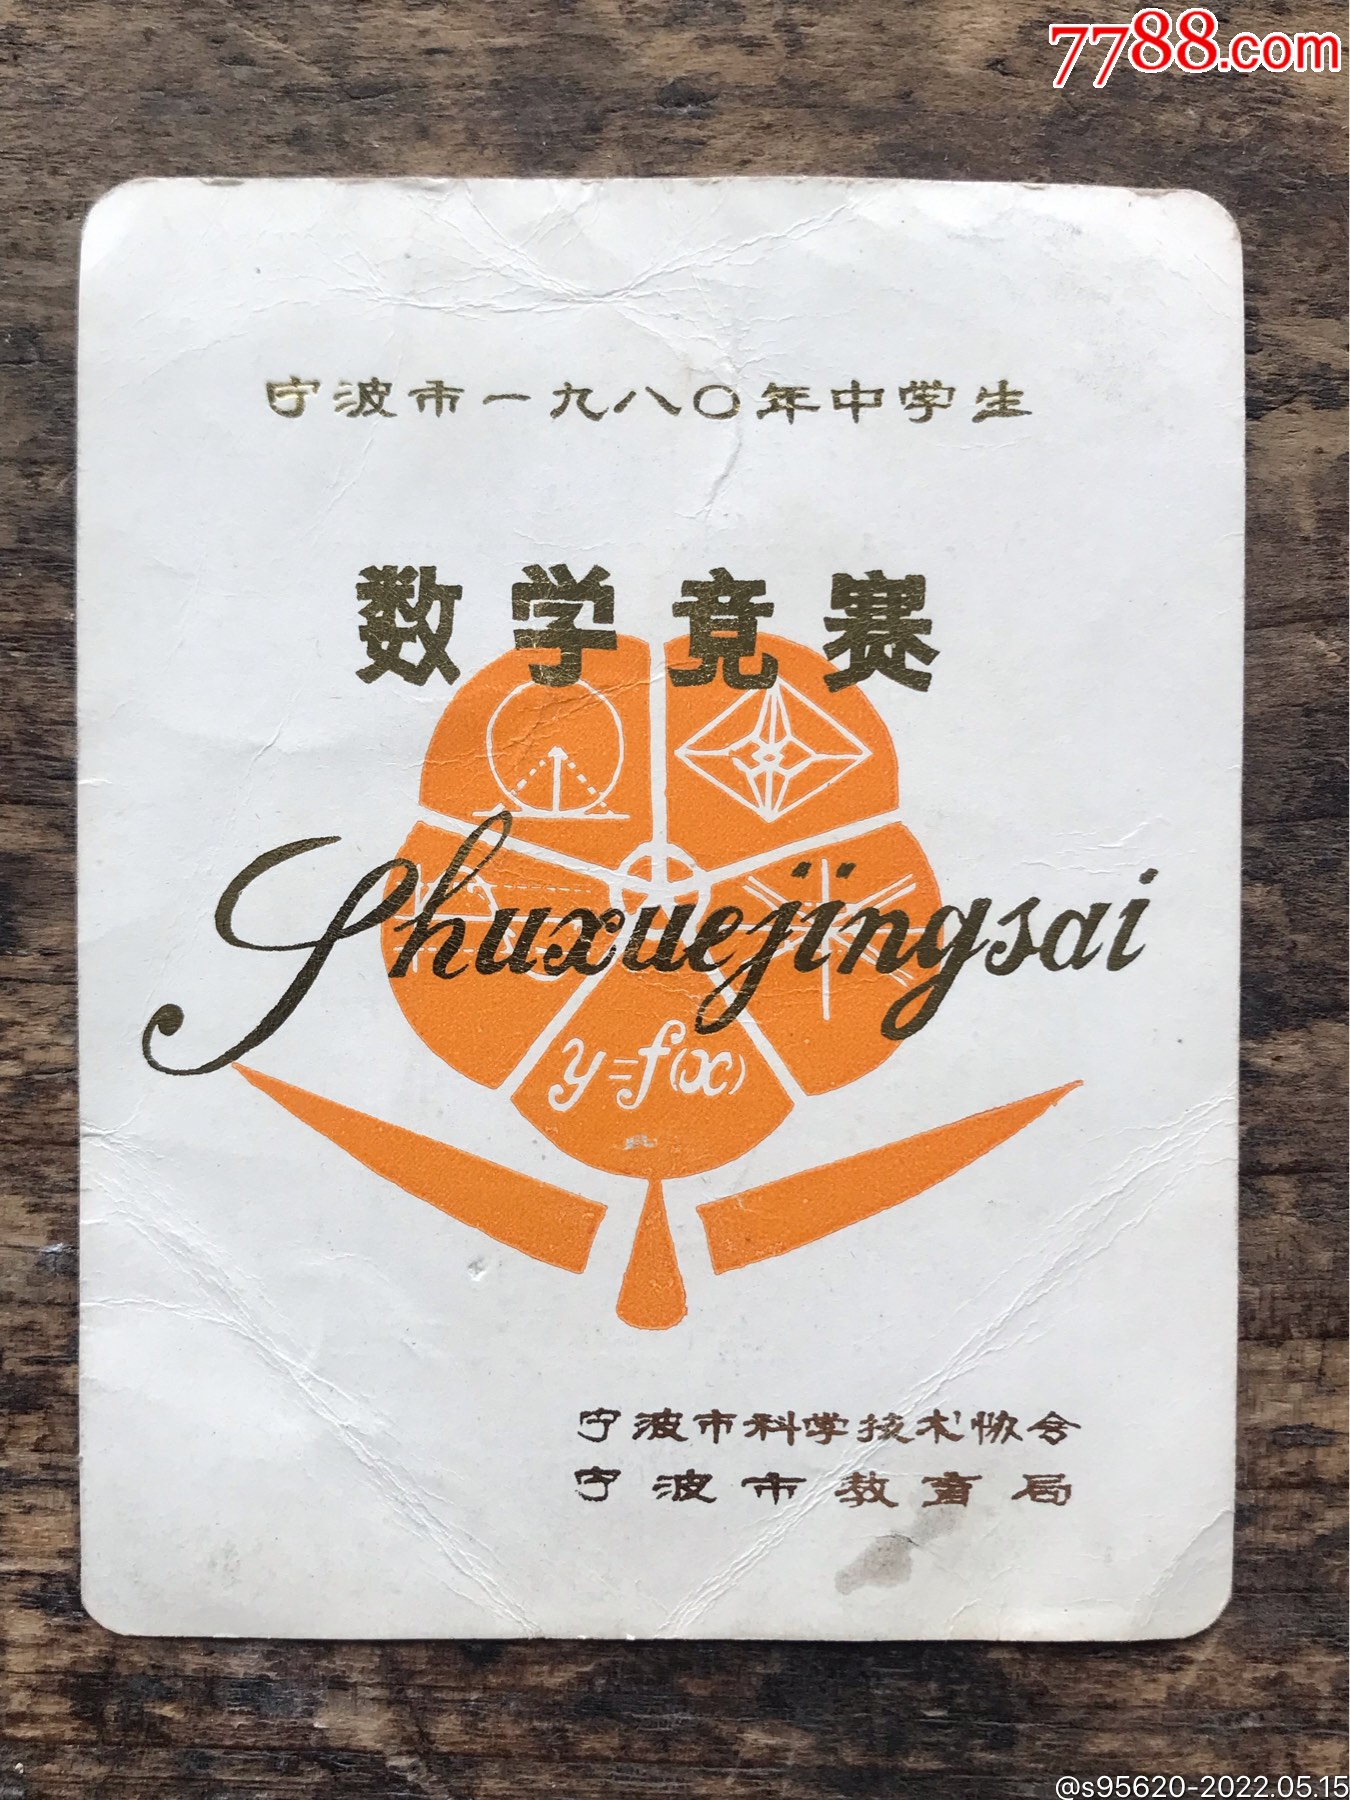 7788.com
宁波市一九八〇年中学生
数学竞赛
Shuxuejingsai
y=f(x)
宁波市科学技术协会
宁波市教育局
@s95620-2022.05.15